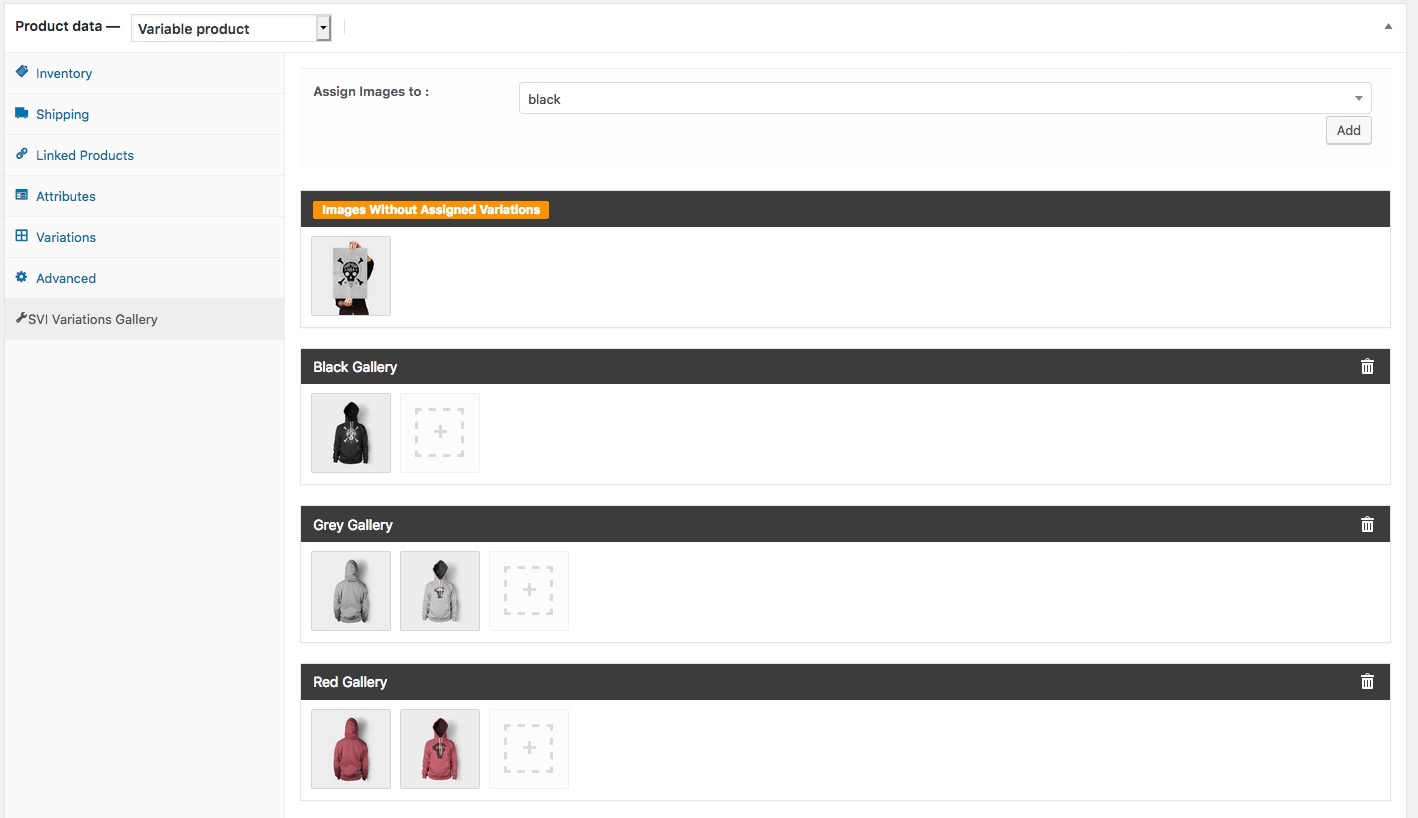 Product data —
Variable product
Inventory
Shipping
Linked Products
Attributes
Variations
Advanced
SVI Variations Gallery
Assign Images to :
black
Add
Images Without Assigned Variations
Black Gallery
Grey Gallery
Red Gallery